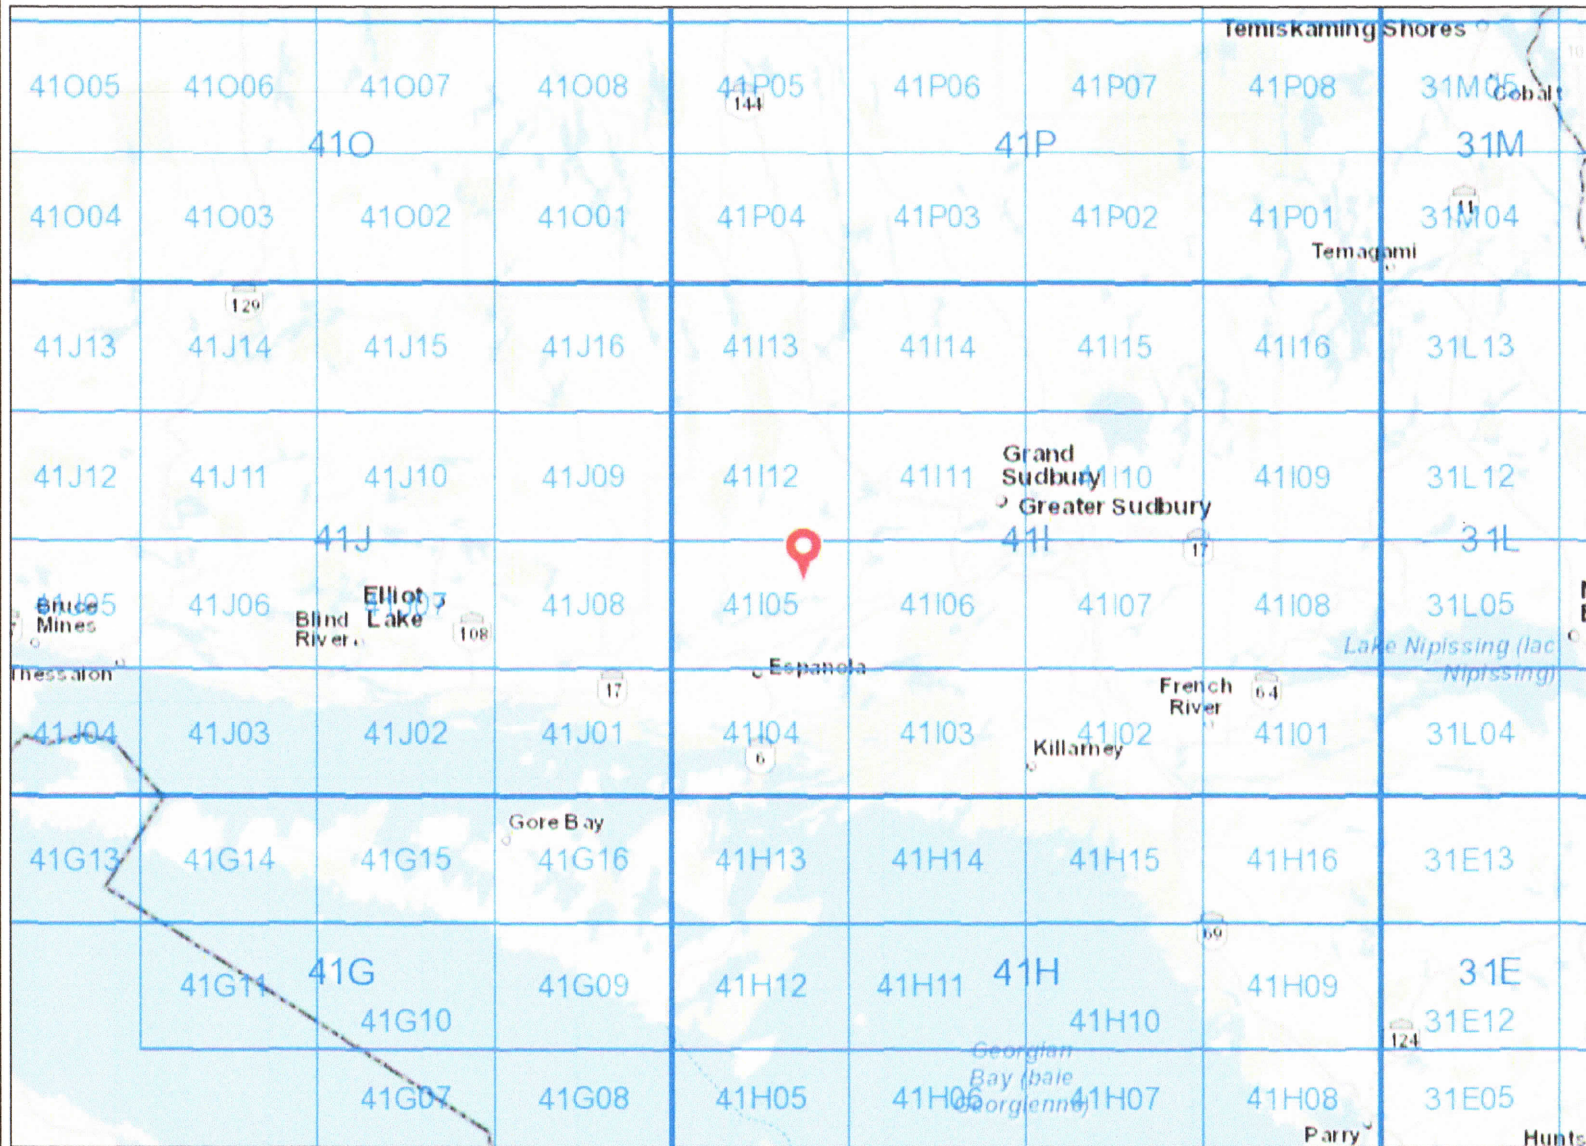 Temiskaming Shores
41O05 41O06 41O07 41O08 41P05 41P06 41P07 41P08 31M05
144
Cobalt
41O 41P 31M
41O04 41O03 41O02 41O01 41P04 41P03 41P02 41P01 31M04
11
Temagami
129
41J13 41J14 41J15 41J16 41I13 41I14 41I15 41I16 31L13
Grand
Sudbury
41J12 41J11 41J10 41J09 41I12 41I11 41I10 41I09 31L12
Greater Sudbury
41J 41I 31L
17
41J05 41J06 41J07 41J08 41I05 41I06 41I07 41I08 31L05
Bruce
Mines
Elliot
Lake
Blind
River
108
Lake Nipissing (lac
Nipissing)
Thessalon
Espanola
17
French
River
64
41J04 41J03 41J02 41J01 41I04 41I03 41I02 41I01 31L04
6
Killarney
Gore Bay
41G13 41G14 41G15 41G16 41H13 41H14 41H15 41H16 31E13
69
41G 41H 31E
41G11 41G09 41H12 41H11 41H09
41G10 41H10 31E12
124
Georgian
Bay (baie
Georgienne)
41G07 41G08 41H05 41H06 41H07 41H08 31E05
Parry
Hunts